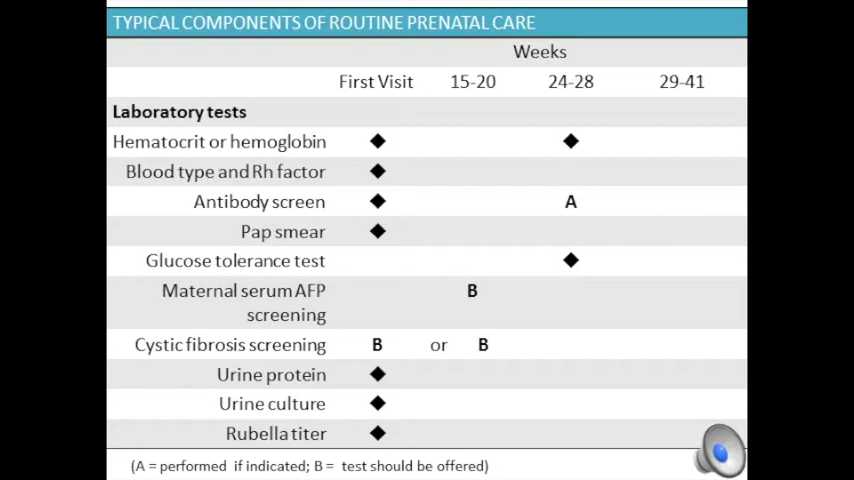 TYPICAL COMPONENTS OF ROUTINE PRENATAL CARE
Weeks
First Visit 15-20 24-28 29-41
Laboratory tests
Hematocrit or hemoglobin ◆ ◆
Blood type and Rh factor ◆
Antibody screen ◆ A
Pap smear ◆
Glucose tolerance test ◆
Maternal serum AFP B
screening
Cystic fibrosis screening B or B
Urine protein ◆
Urine culture ◆
Rubella titer ◆
(A = performed if indicated; B = test should be offered)